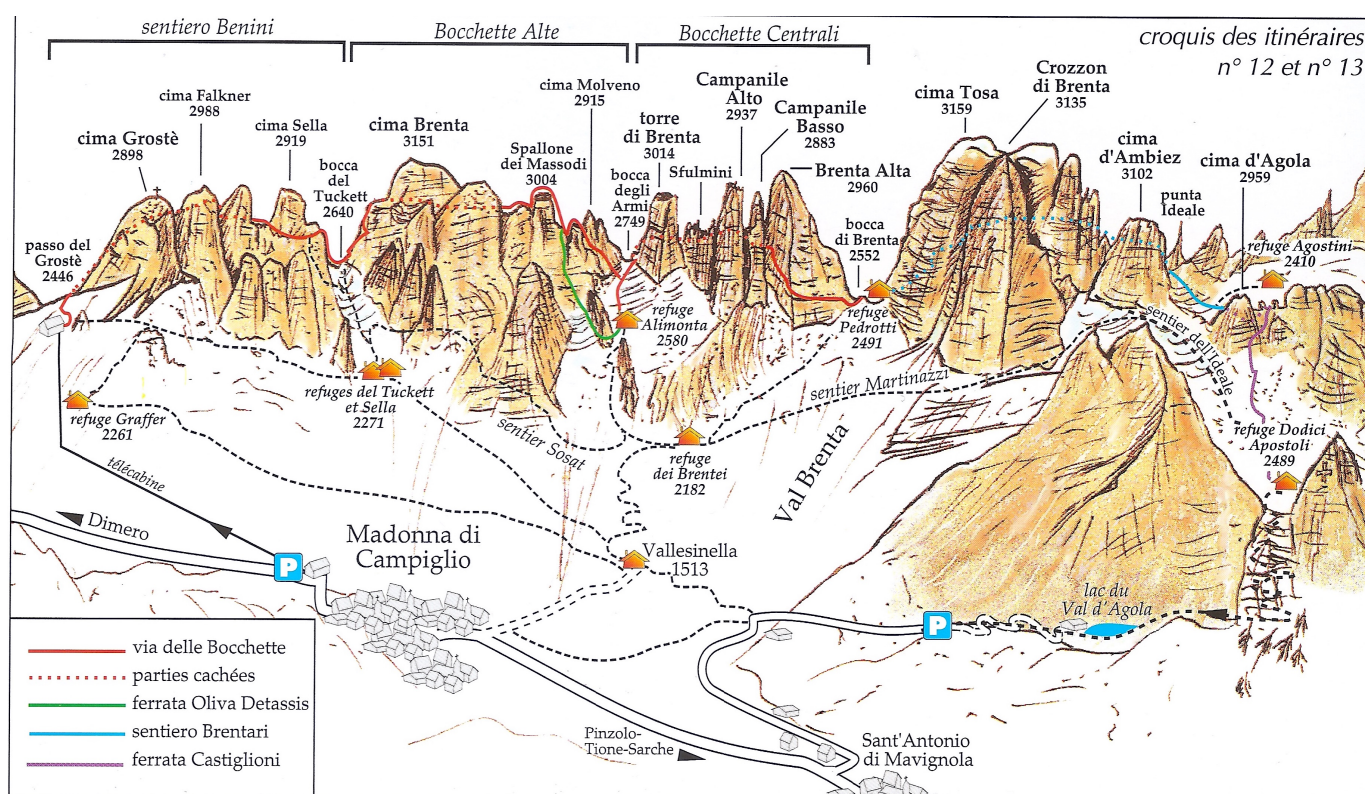 sentiero Benini
Bocchette Alte
Bocchette Centrali
croquis des itinéraires
n° 12 et n° 13
cima Grostè
2898
cima Falkner
2988
cima Sella
2919
bocca
del
Tuckett
2640
cima Brenta
3151
Spallone
dei Massodi
3004
cima Molveno
2915
bocca
degli
Armi
2749
torre
di Brenta
3014
Sfulmini
Campanile
Alto
2937
Campanile
Basso
2883
Brenta Alta
2960
bocca
di Brenta
2552
cima Tosa
3159
Crozzon
di Brenta
3135
cima
d'Ambiez
3102
punta
Ideale
cima d'Agola
2959
refuge Agostini
2410
passo del
Grostè
2446
refuge
Alimonta
2580
refuge
Pedrotti
2491
sentier dell'Ideale
refuge Graffer
2261
refuges del Tuckett
et Sella
2271
sentier Sosat
sentier Martinazzi
refuge
dei Brentei
2182
Val Brenta
refuge Dodici
Apostoli
2489
télécabine
Dimero
P
Madonna di
Campiglio
Vallesinella
1513
lac du
Val d'Agola
P
via delle Bocchette
parties cachées
ferrata Oliva Detassis
sentiero Brentari
ferrata Castiglioni
Pinzolo-
Tione-Sarche
Sant'Antonio
di Mavignola